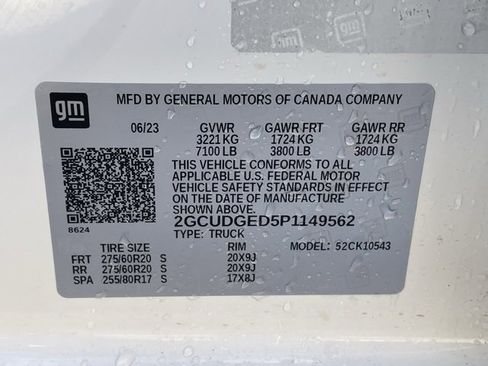 gm
MFD BY GENERAL MOTORS OF CANADA COMPANY
06/23 GVWR GAWR FRT GAWR RR
3221 KG 1724 KG 1724 KG
7100 LB 3800 LB 3800 LB
THIS VEHICLE CONFORMS TO ALL
APPLICABLE U.S. FEDERAL MOTOR
VEHICLE SAFETY STANDARDS IN EFFECT
ON THE DATE OF MANUFACTURE
SHOWN ABOVE.
8624 2GCUDGED5P1149562
TYPE: TRUCK MODEL: 52CK10543
TIRE SIZE RIM
FRT 275/60R20 S 20X9J
RR 275/60R20 S 20X9J
SPA 255/80R17 S 17X8J